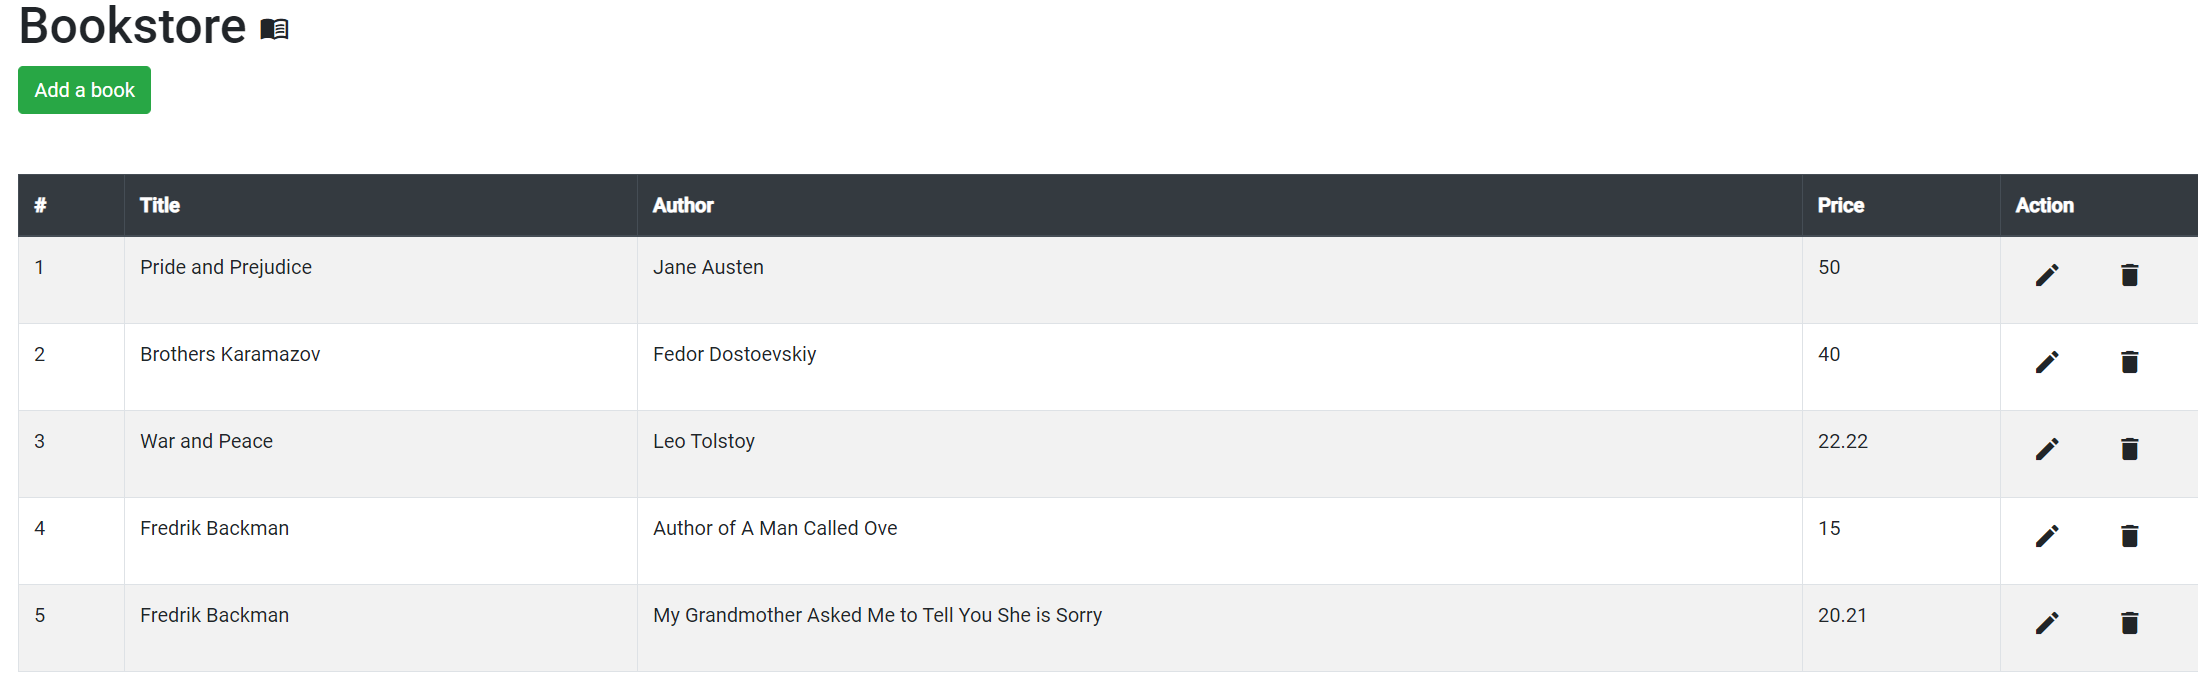 Bookstore
Add a book
# Title Author Price Action
1 Pride and Prejudice Jane Austen 50
2 Brothers Karamazov Fedor Dostoevskiy 40
3 War and Peace Leo Tolstoy 22.22
4 Fredrik Backman Author of A Man Called Ove 15
5 Fredrik Backman My Grandmother Asked Me to Tell You She is Sorry 20.21